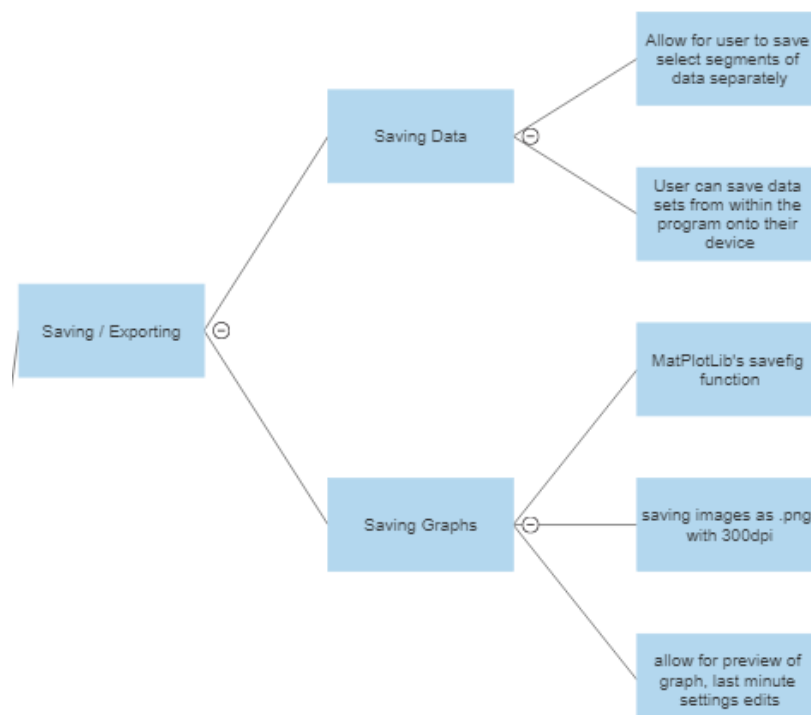 Allow for user to save
select segments of
data separately
Saving Data
User can save data
sets from within the
program onto their
device
Saving / Exporting
MatPlotLib's savefig
function
Saving Graphs
saving images as .png
with 300dpi
allow for preview of
graph, last minute
settings edits